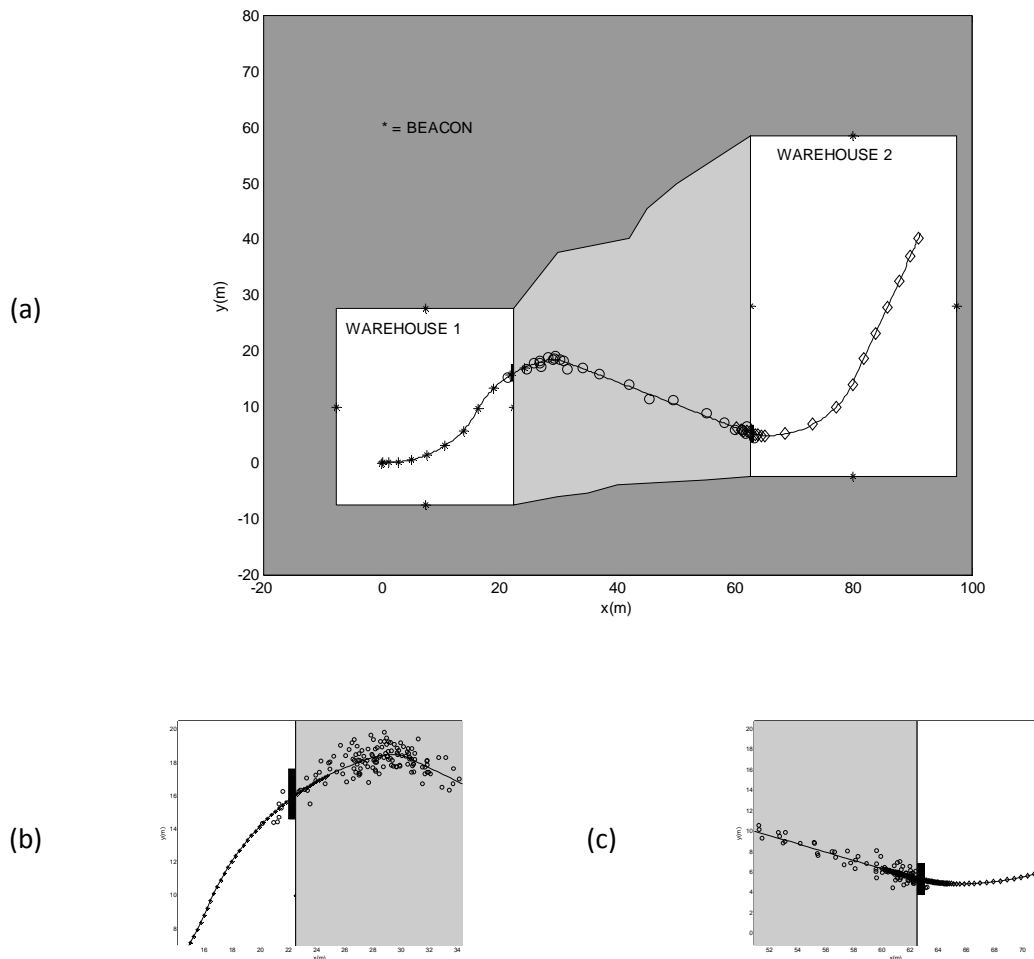 80
70
60
* = BEACON
WAREHOUSE 2
50
40
(a)
y(m)
30
WAREHOUSE 1
20
10
0
-10
-20
-20 0 20 40 60 80 100
x(m)
20
18
16
(b)
y(m)
14
12
10
8
16 18 20 22 24 26 28 30 32 34
x(m)
20
18
16
14
12
(c)
y(m)
10
8
6
4
2
0
52 54 56 58 60 62 64 66 68 70
x(m)